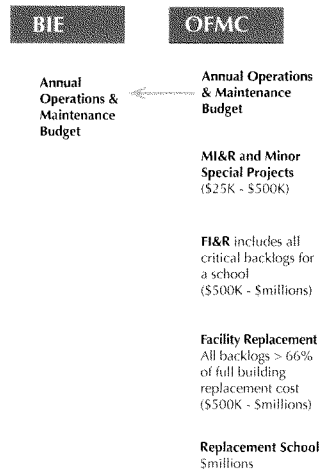 BIE
OFMC
Annual
Operations &
Maintenance
Budget
Annual Operations
& Maintenance
Budget
MI&R and Minor
Special Projects
($25K - $500K)
FI&R includes all
critical backlogs for
a school
($500K - $millions)
Facility Replacement
All backlogs > 66%
of full building
replacement cost
($500K - $millions)
Replacement School
$millions